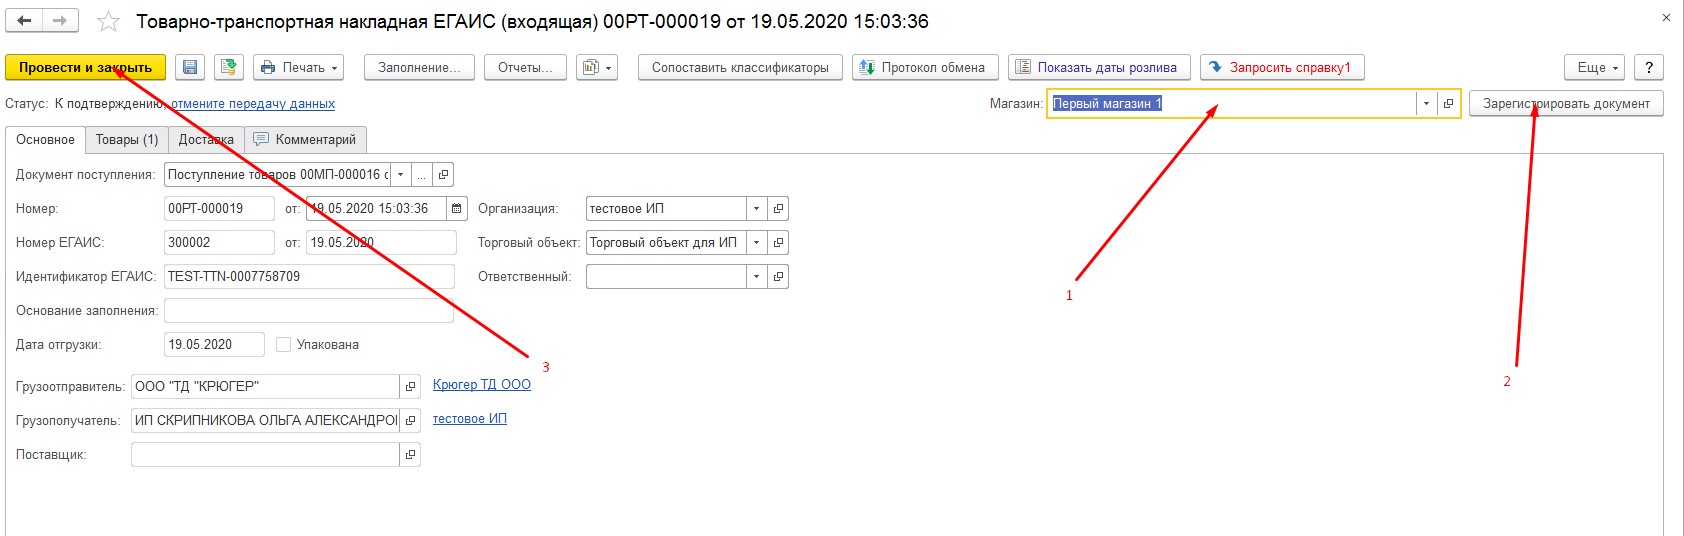 Товарно-транспортная накладная ЕГАИС (входящая) 00РТ-000019 от 19.05.2020 15:03:36
Провести и закрыть Печать Заполнение... Отчеты... Сопоставить классификаторы Протокол обмена Показать даты розлива Запросить справку1 Еще ?
Статус: К подтверждению, отмените передачу данных Магазин: Первый магазин 1 Зарегистрировать документ
Основное Товары (1) Доставка Комментарий
Документ поступления: Поступление товаров 00МП-000016 ...
Номер: 00РТ-000019 от: 19.05.2020 15:03:36 Организация: тестовое ИП
Номер ЕГАИС: 300002 от: 19.05.2020 Торговый объект: Торговый объект для ИП
Идентификатор ЕГАИС: TEST-TTN-0007758709 Ответственный:
1
Основание заполнения:
Дата отгрузки: 19.05.2020 Упакована
3
2
Грузоотправитель: ООО "ТД "КРЮГЕР" Крюгер ТД ООО
Грузополучатель: ИП СКРИПНИКОВА ОЛЬГА АЛЕКСАНДРО тестовое ИП
Поставщик: